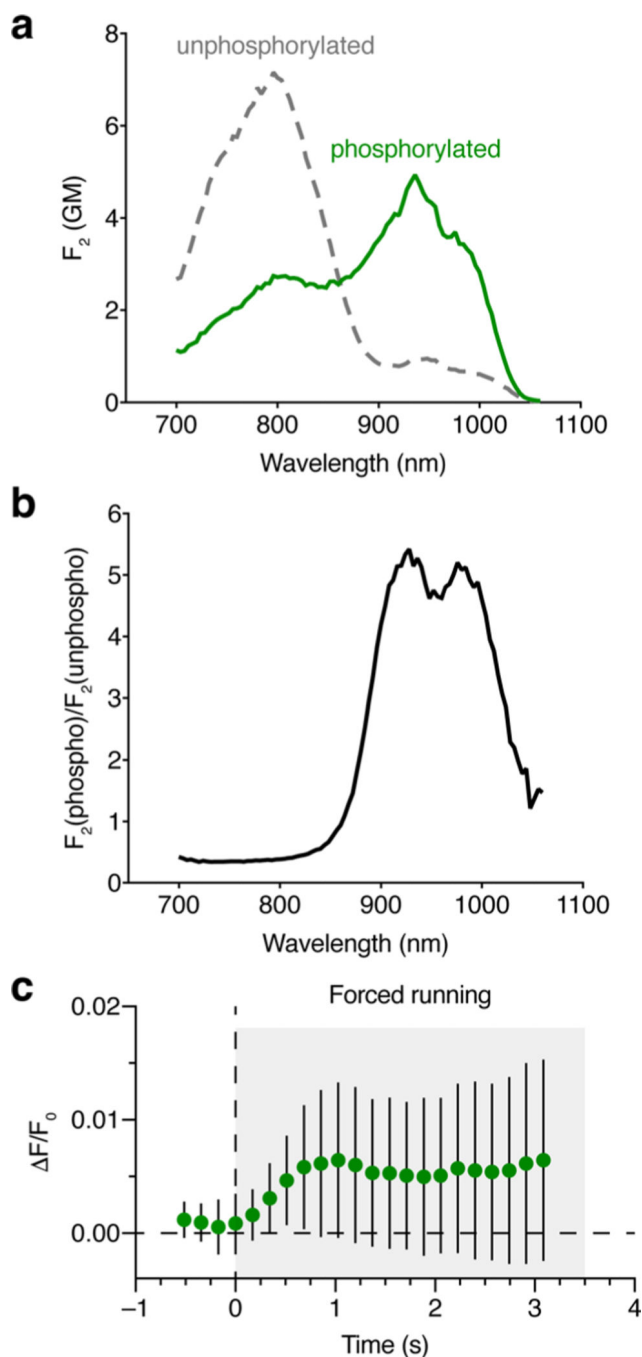 a
unphosphorylated
phosphorylated
F₂ (GM)
8
6
4
2
0
700 800 900 1000 1100
Wavelength (nm)
b
F₂(phospho)/F₂(unphospho)
6
5
4
3
2
1
0
700 800 900 1000 1100
Wavelength (nm)
c
Forced running
ΔF/F₀
0.02
0.01
0.00
−1 0 1 2 3 4
Time (s)